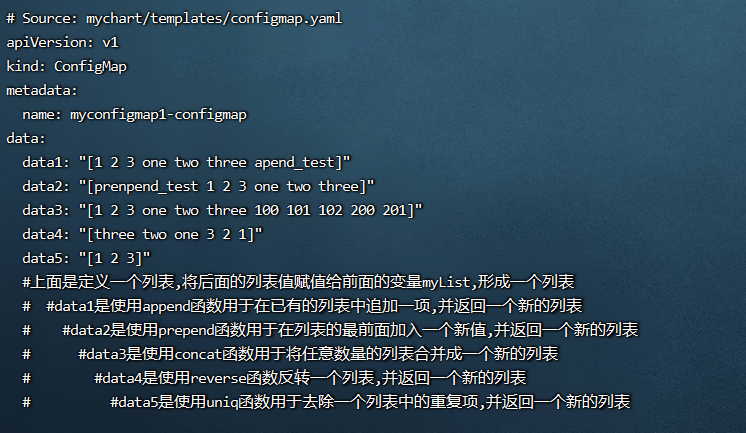 # Source: mychart/templates/configmap.yaml
apiVersion: v1
kind: ConfigMap
metadata:
  name: myconfigmap1-configmap
data:
  data1: "[1 2 3 one two three apend_test]"
  data2: "[prenpend_test 1 2 3 one two three]"
  data3: "[1 2 3 one two three 100 101 102 200 201]"
  data4: "[three two one 3 2 1]"
  data5: "[1 2 3]"
  #上面是定义一个列表,将后面的列表值赋值给前面的变量myList,形成一个列表
  #  #data1是使用append函数用于在已有的列表中追加一项,并返回一个新的列表
  #    #data2是使用prepend函数用于在列表的最前面加入一个新值,并返回一个新的列表
  #      #data3是使用concat函数用于将任意数量的列表合并成一个新的列表
  #        #data4是使用reverse函数反转一个列表,并返回一个新的列表
  #          #data5是使用uniq函数用于去除一个列表中的重复项,并返回一个新的列表